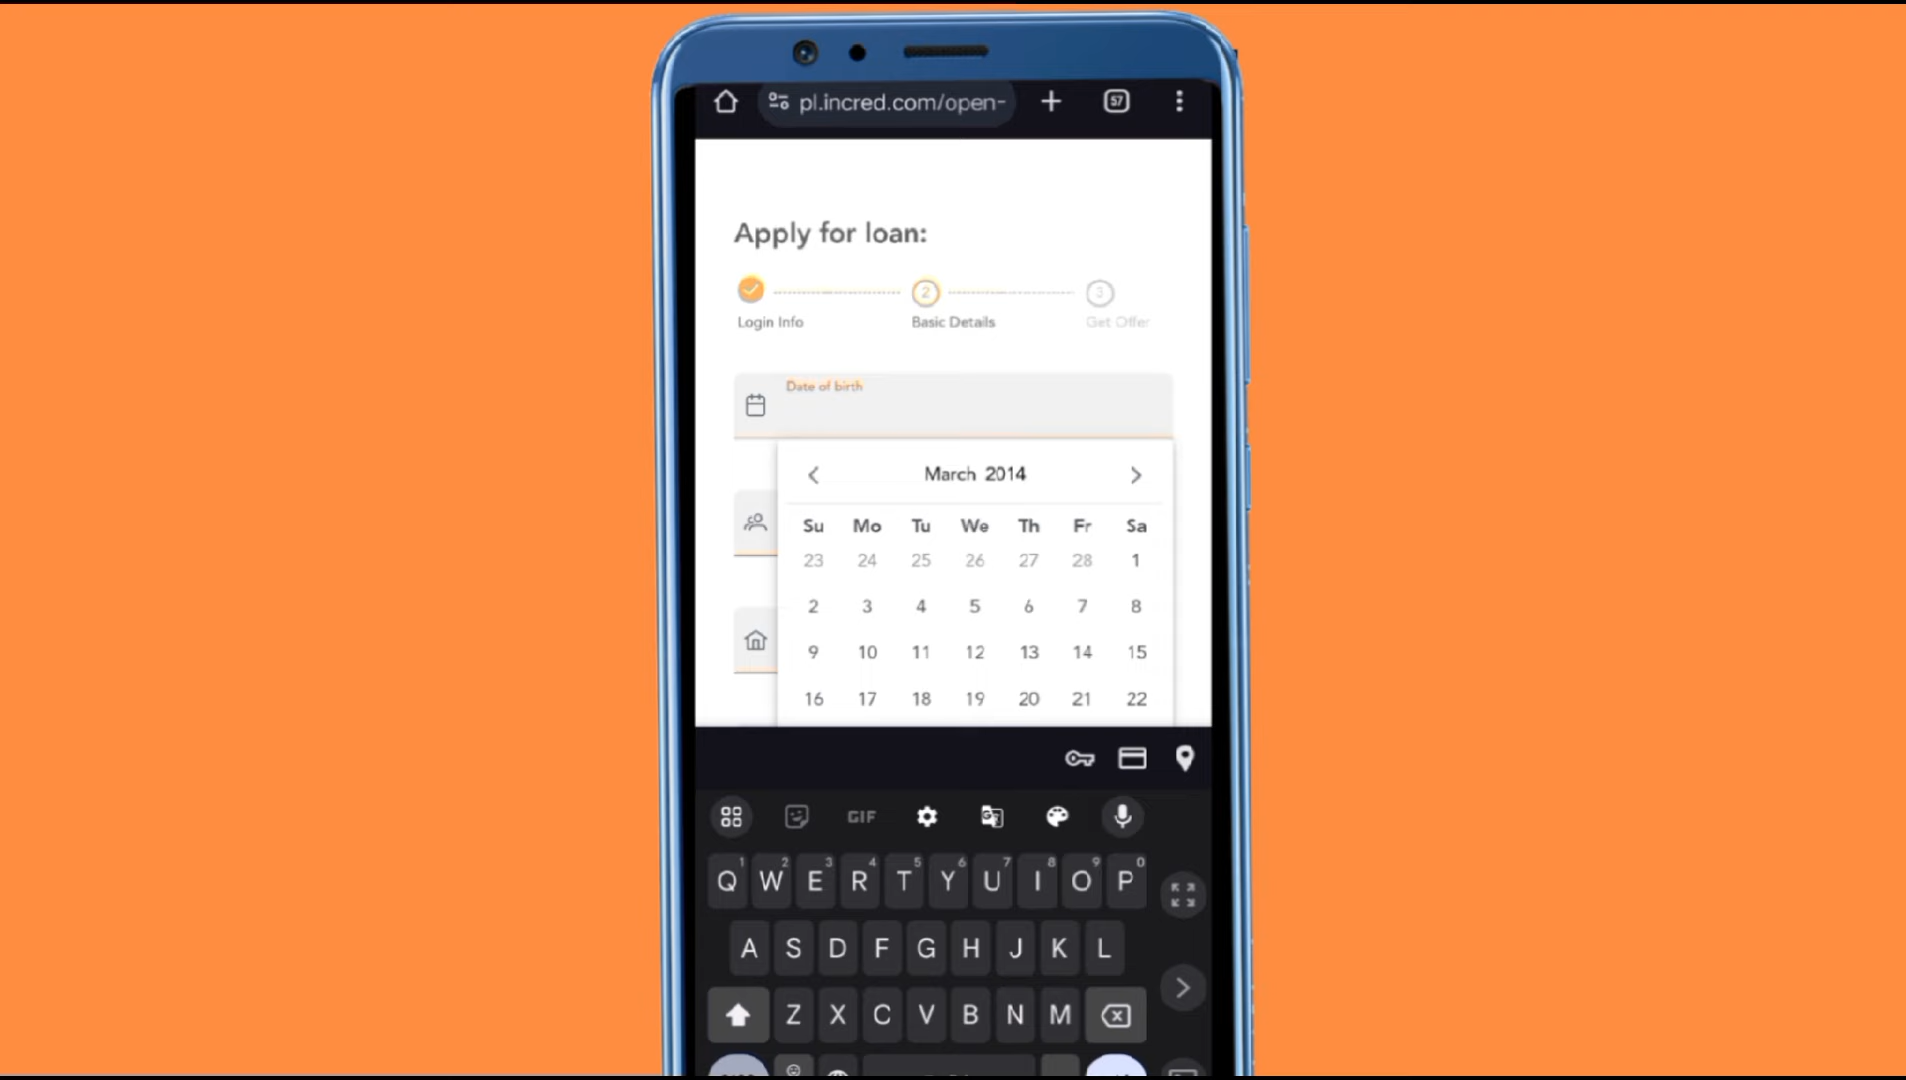 pl.incred.com/open-
57
Apply for loan:
2 3
Login Info Basic Details Get Offer
Date of birth
March 2014
Su Mo Tu We Th Fr Sa
23 24 25 26 27 28 1
2 3 4 5 6 7 8
9 10 11 12 13 14 15
16 17 18 19 20 21 22
GIF
1 2 3 4 5 6 7 8 9 0
Q W E R T Y U I O P
A S D F G H J K L
Z X C V B N M